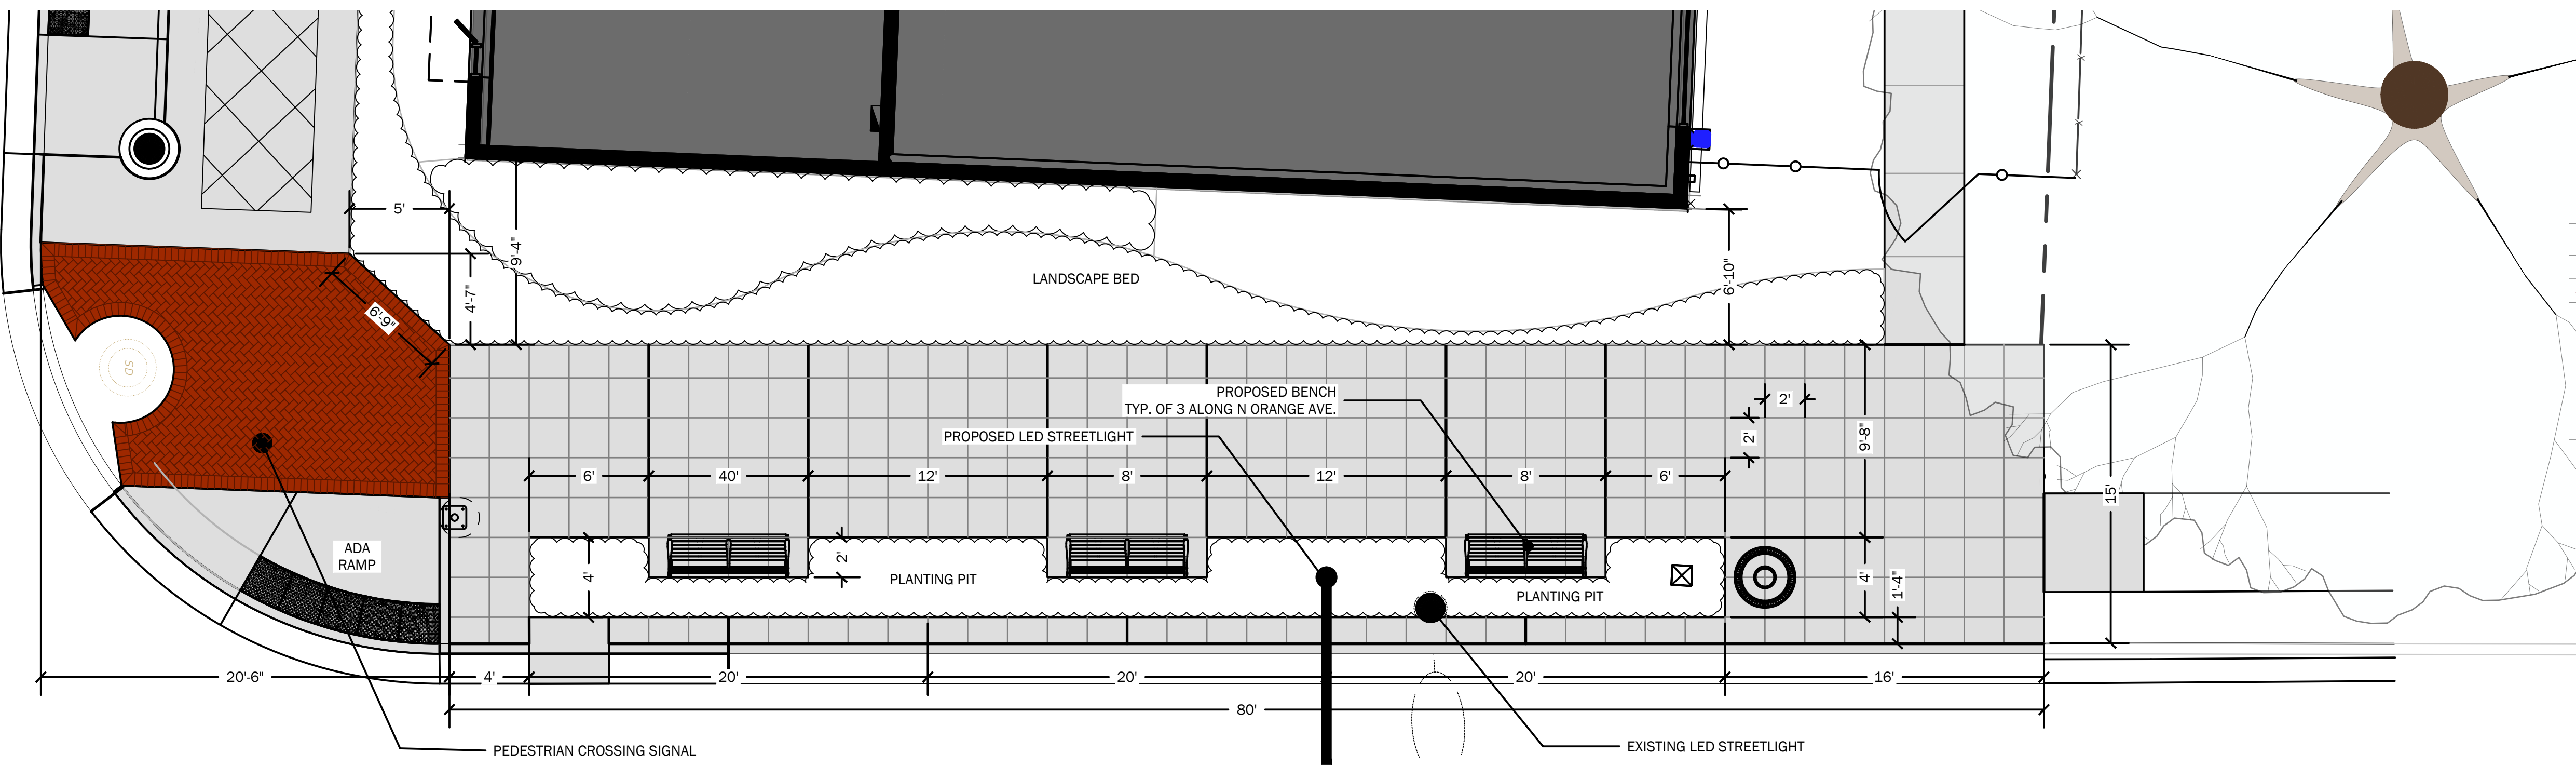 5'
9'-4"
4'-7"
6'-9"
LANDSCAPE BED
6'-10"
SD
PROPOSED BENCH
TYP. OF 3 ALONG N ORANGE AVE.
PROPOSED LED STREETLIGHT
2'
2'
9'-8"
15'
6'
40'
12'
8'
12'
8'
6'
ADA
RAMP
4'
2'
PLANTING PIT
PLANTING PIT
4'
1'-4"
20'-6"
4'
20'
20'
20'
16'
80'
PEDESTRIAN CROSSING SIGNAL
EXISTING LED STREETLIGHT